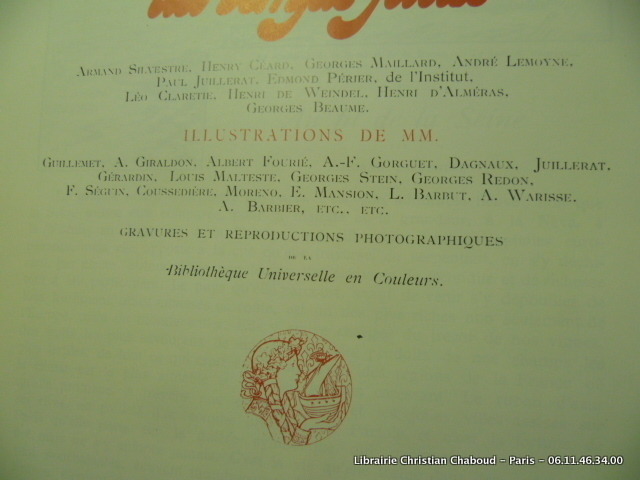 Armand Silvestre, Henry Céard, Georges Maillard, André Lemoyne,
Paul Juillerat, Edmond Périer, de l'Institut,
Léo Claretie, Henri de Weindel, Henri d'Alméras,
Georges Beaume.
ILLUSTRATIONS DE MM.
Guillemet, A. Giraldon, Albert Fourié, A.-F. Gorguet, Dagnaux, Juillerat,
Gérardin, Louis Malteste, Georges Stein, Georges Redon,
F. Séguin, Coussedière, Moreno, E. Mansion, L. Barbut, A. Warisse,
A. Barbier, etc., etc.
GRAVURES ET REPRODUCTIONS PHOTOGRAPHIQUES
DE LA
Bibliothèque Universelle en Couleurs.
Librairie Christian Chaboud - Paris - 06.11.46.34.00